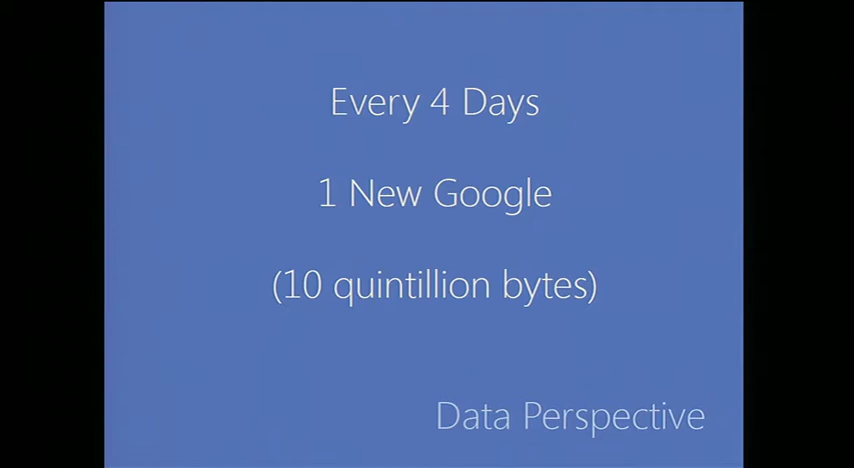 Every 4 Days
1 New Google
(10 quintillion bytes)
Data Perspective